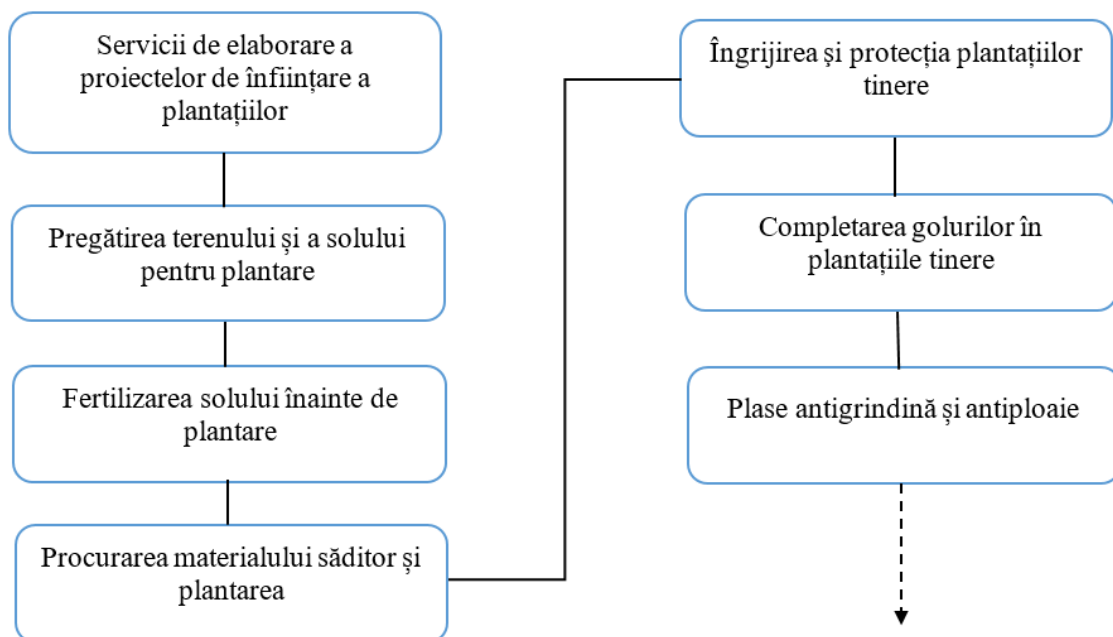 Servicii de elaborare a
proiectelor de înființare a
plantațiilor
Pregătirea terenului și a solului
pentru plantare
Fertilizarea solului înainte de
plantare
Procurarea materialului săditor și
plantarea
Îngrijirea şi protecția plantațiilor
tinere
Completarea golurilor în
plantațiile tinere
Plase antigrindină și antiploaie